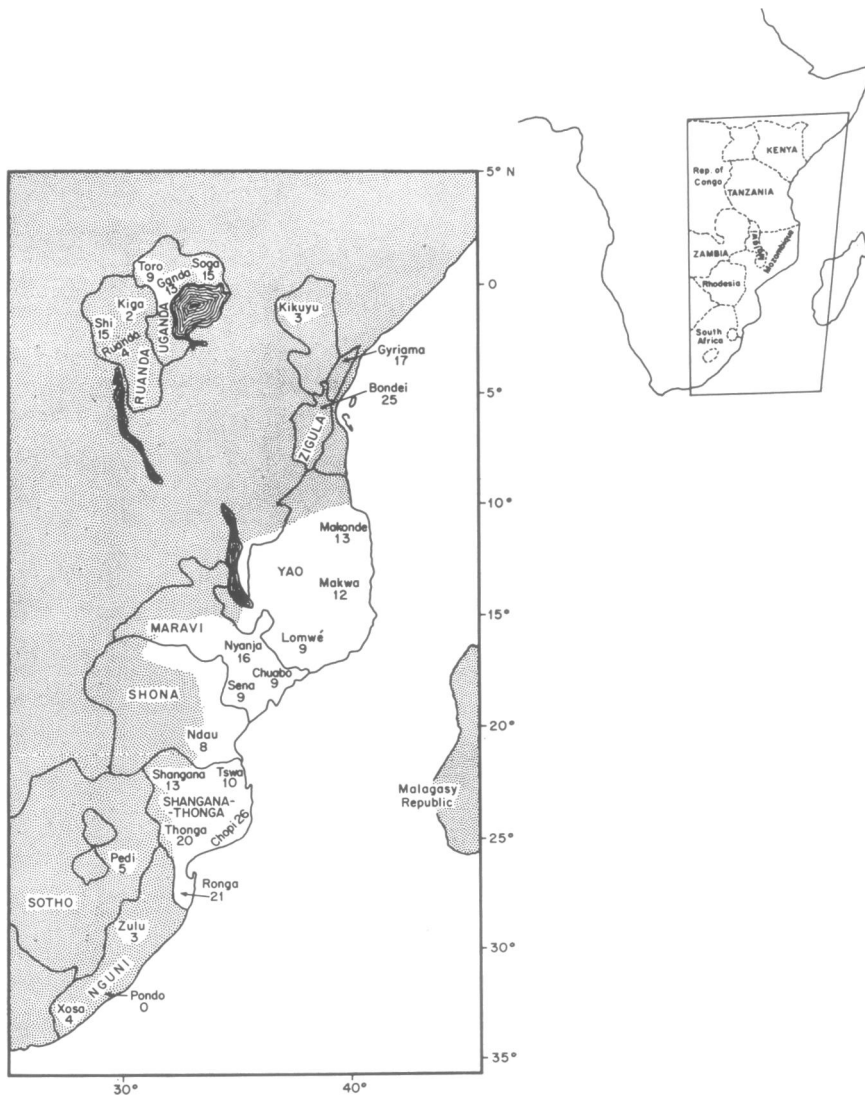 5° N
Toro
9
Ganda
13
Soga
15
Kiga
2
Shi
15
Ruanda
4
RUANDA
UGANDA
Kikuyu
3
0
Gyriama
17
Bondei
25
ZIGULA
5°
10°
Makonde
13
YAO
Makwa
12
15°
MARAVI
Nyanja
16
Lomwé
9
Chuabo
9
Sena
9
SHONA
Ndau
8
20°
Shangana
13
Tswa
10
SHANGANA-
-THONGA
Thonga
20
Chopi 26
Malagasy
Republic
25°
Pedi
5
Ronga
21
SOTHO
Zulu
3
30°
NGUNI
Pondo
0
Xosa
4
35°
30°
40°
KENYA
Rep. of
Congo
TANZANIA
ZAMBIA
Mozambique
Rhodesia
South
Africa